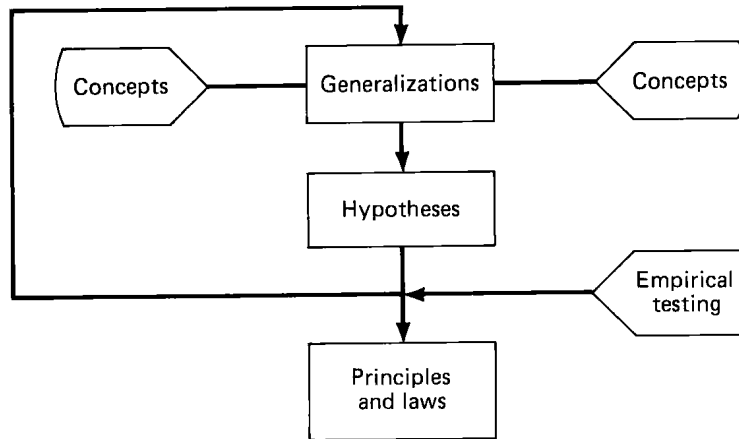 Concepts
Generalizations
Concepts
Hypotheses
Empirical
testing
Principles
and laws